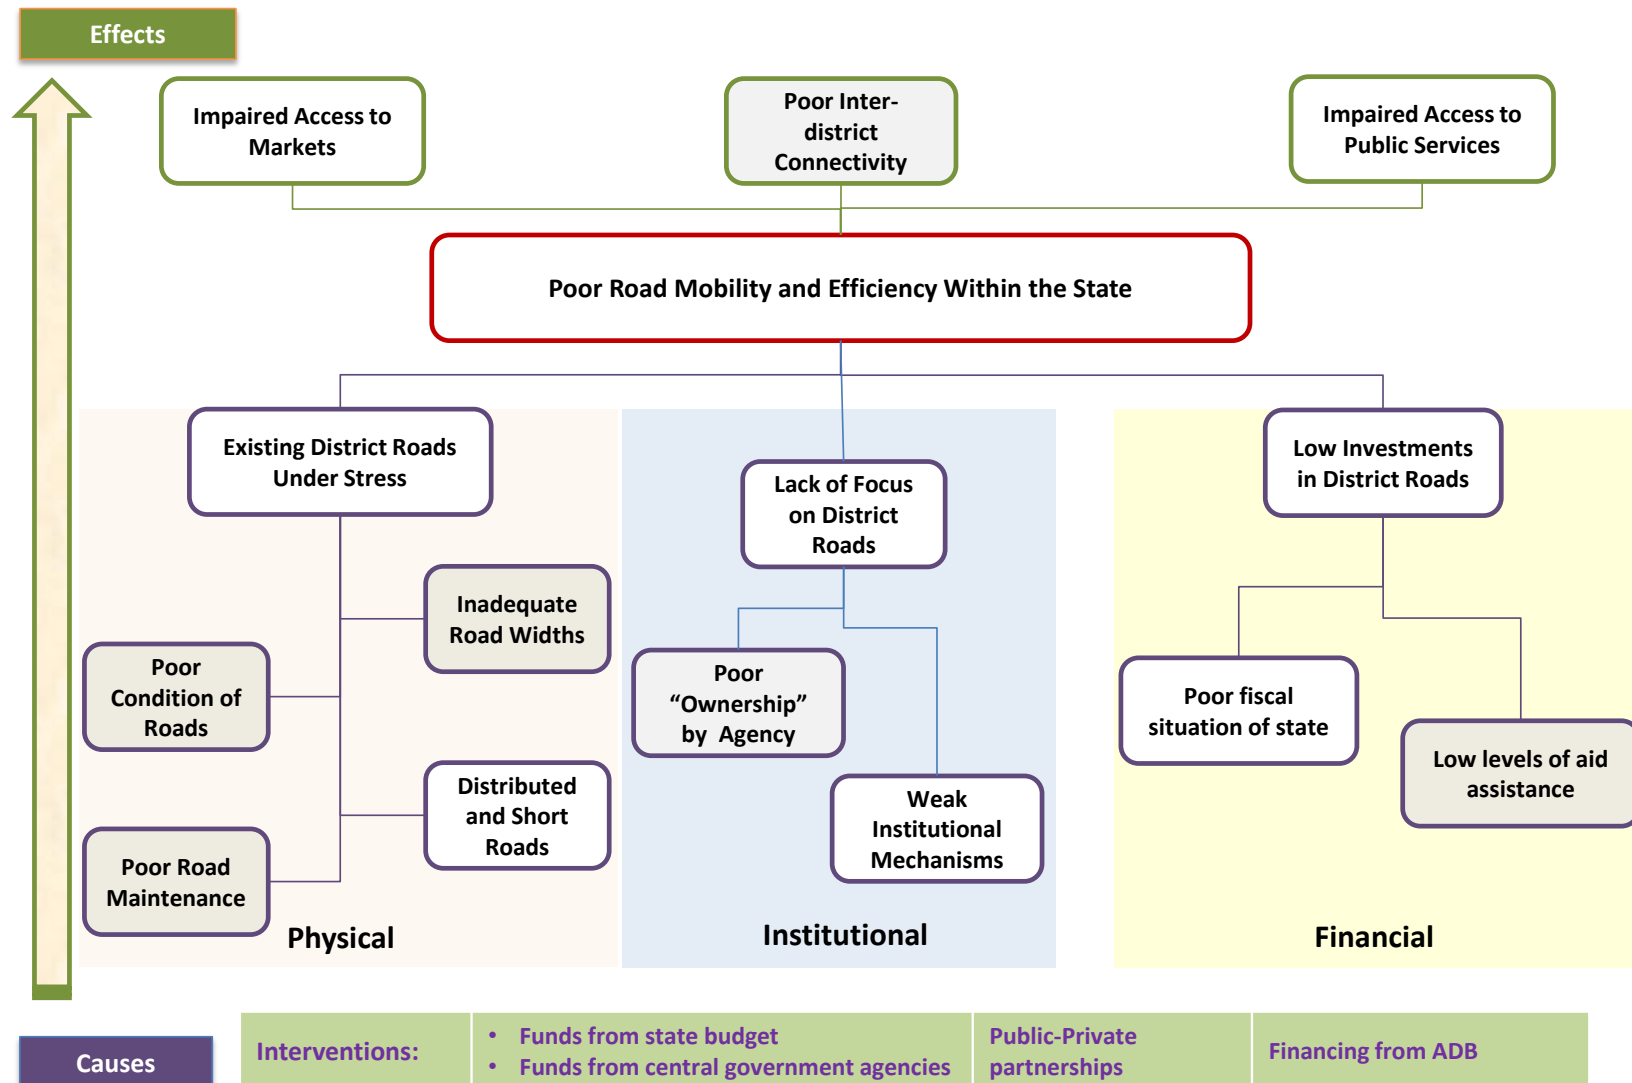 Effects
Impaired Access to
Markets
Poor Inter-
district
Connectivity
Impaired Access to
Public Services
Poor Road Mobility and Efficiency Within the State
Existing District Roads
Under Stress
Lack of Focus
on District
Roads
Low Investments
in District Roads
Inadequate
Road Widths
Poor
Condition of
Roads
Distributed
and Short
Roads
Poor Road
Maintenance
Physical
Poor
“Ownership”
by Agency
Weak
Institutional
Mechanisms
Institutional
Poor fiscal
situation of state
Low levels of aid
assistance
Financial
Causes
Interventions:
• Funds from state budget
• Funds from central government agencies
Public-Private
partnerships
Financing from ADB